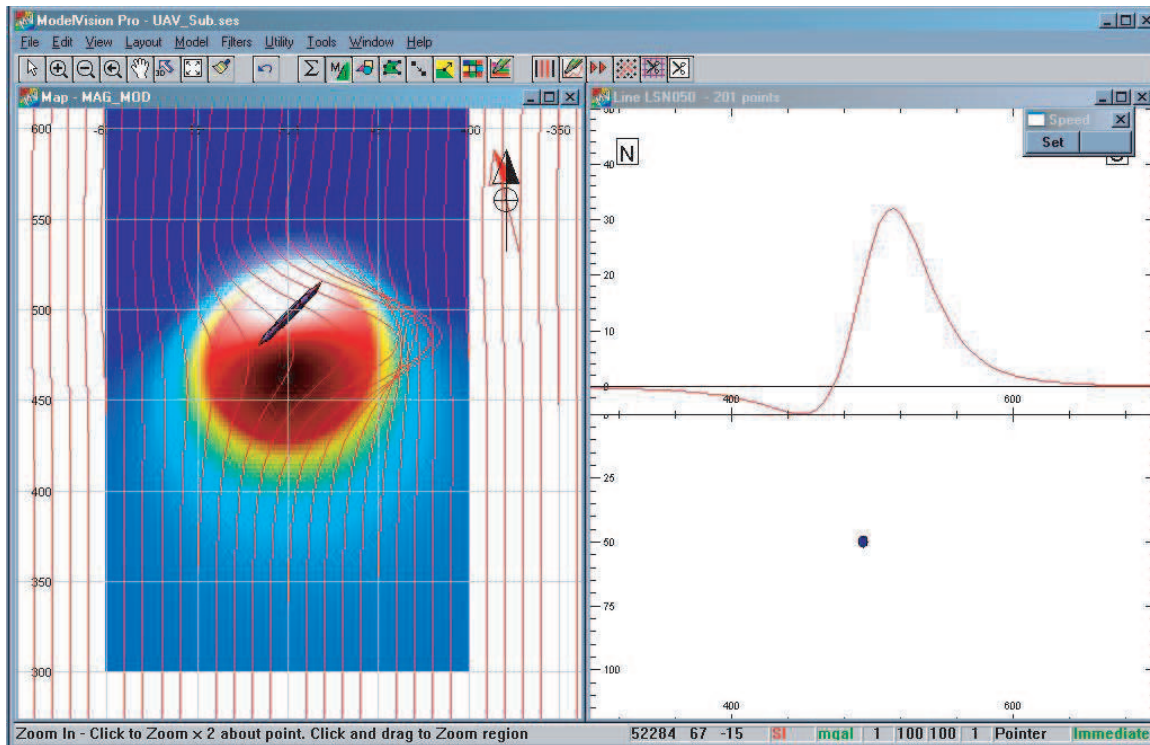 ModelVision Pro - UAV_Sub.ses
File Edit View Layout Model Filters Utility Tools Window Help
Map - MAG_MOD
600 -350
600
550
500
450
400
350
300
Line LSN050 - 201 points
Speed
Set
N
50
40
30
20
10
0
400 600
25
50
75
100
400 600
Zoom In - Click to Zoom x 2 about point. Click and drag to Zoom region 52284 67 -15 SI mgal 1 100 100 1 Pointer Immediate